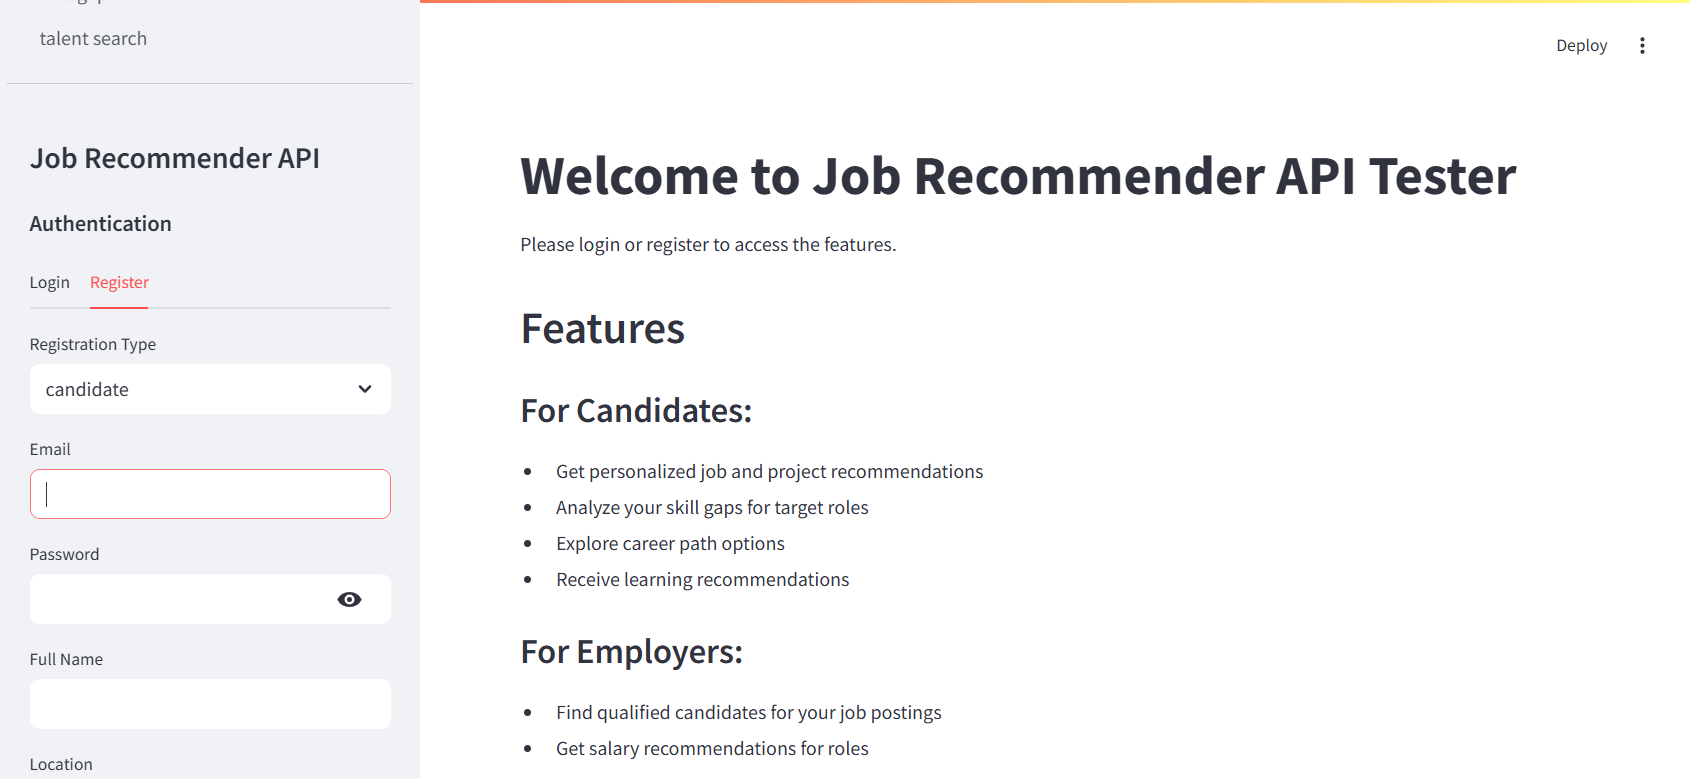 talent search
Job Recommender API
Authentication
Login Register
Registration Type
candidate
Email
Password
Full Name
Location
Deploy
Welcome to Job Recommender API Tester
Please login or register to access the features.
Features
For Candidates:
Get personalized job and project recommendations
Analyze your skill gaps for target roles
Explore career path options
Receive learning recommendations
For Employers:
Find qualified candidates for your job postings
Get salary recommendations for roles